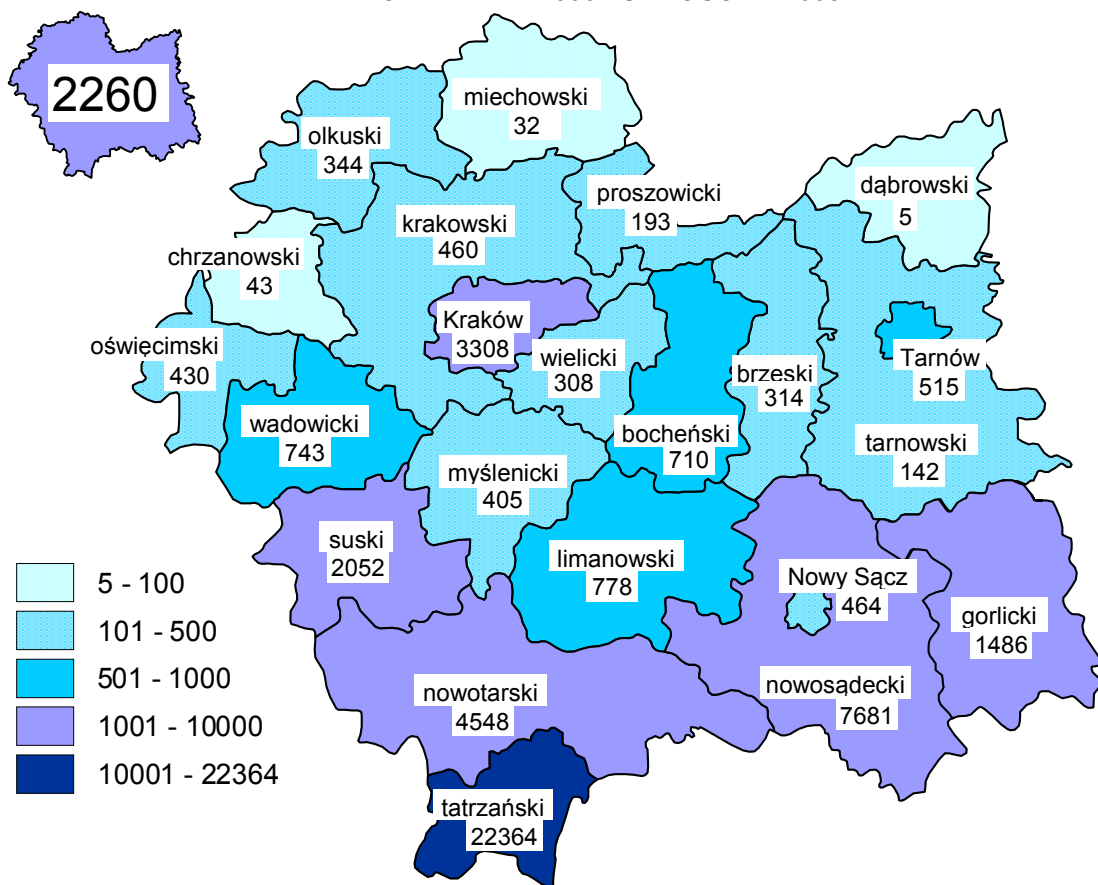 2260
miechowski
32
olkuski
344
proszowicki
193
dąbrowski
5
krakowski
460
chrzanowski
43
Kraków
3308
oświęcimski
430
wielicki
308
brzeski
314
Tarnów
515
wadowicki
743
bocheński
710
tarnowski
142
myślenicki
405
suski
2052
limanowski
778
Nowy Sącz
464
gorlicki
1486
nowotarski
4548
nowosądecki
7681
tatrzański
22364
5 - 100
101 - 500
501 - 1000
1001 - 10000
10001 - 22364